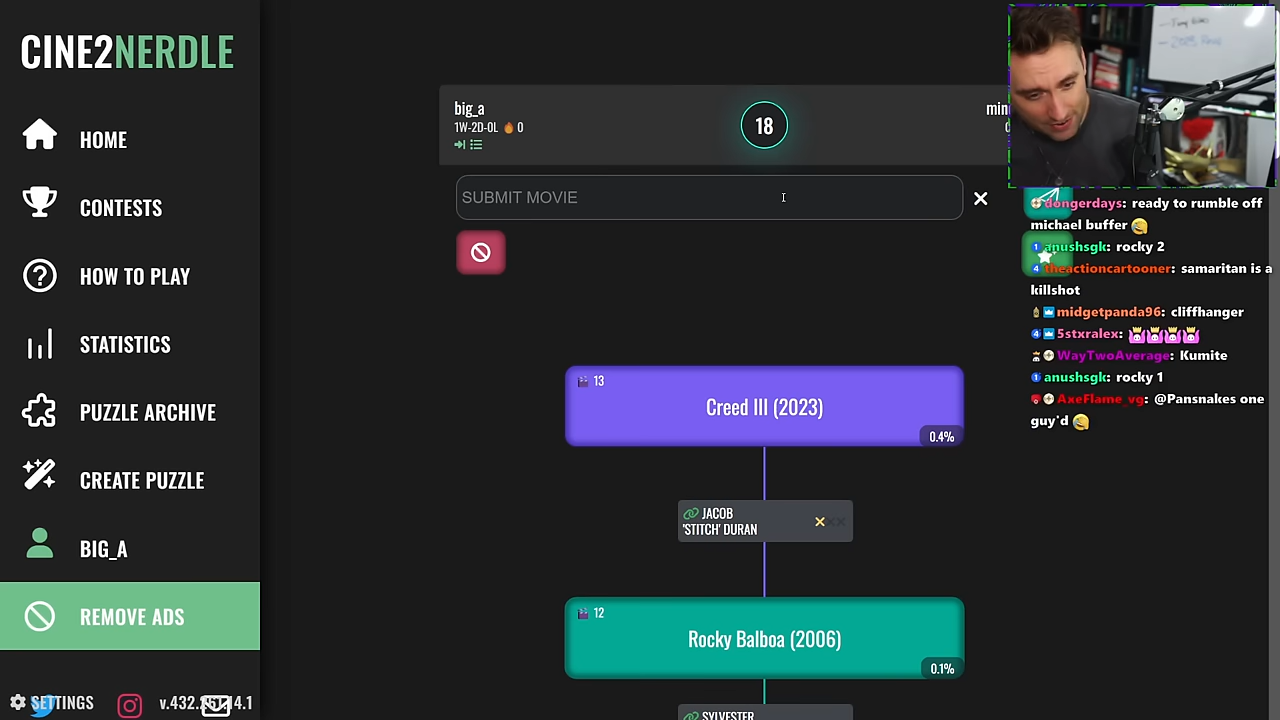 CINE2NERDLE
HOME
CONTESTS
HOW TO PLAY
STATISTICS
PUZZLE ARCHIVE
CREATE PUZZLE
BIG_A
REMOVE ADS
SETTINGS
big_a
1W-2D-0L 🔥 0
18
min
SUBMIT MOVIE
13
Creed III (2023)
0.4%
JACOB
'STITCH' DURAN
12
Rocky Balboa (2006)
0.1%
SYLVESTER
dongerdays: ready to rumble off
michael buffer
anushsgk: rocky 2
theactioncartooner: samaritan is a
killshot
midgetpanda96: cliffhanger
5stxralex:
WayTwoAverage: Kumite
anushsgk: rocky 1
AxeFlame_vg: @Pansnakes one
guy'd